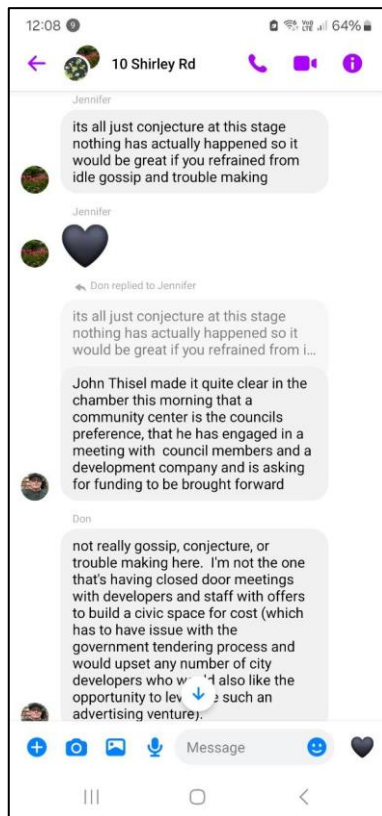 12:08 9 64%
10 Shirley Rd
Jennifer
its all just conjecture at this stage
nothing has actually happened so it
would be great if you refrained from
idle gossip and trouble making
Jennifer
Don replied to Jennifer
its all just conjecture at this stage
nothing has actually happened so it
would be great if you refrained from i...
John Thisel made it quite clear in the
chamber this morning that a
community center is the councils
preference, that he has engaged in a
meeting with council members and a
development company and is asking
for funding to be brought forward
Don
not really gossip, conjecture, or
trouble making here. I'm not the one
that's having closed door meetings
with developers and staff with offers
to build a civic space for cost (which
has to have issue with the
government tendering process and
would upset any number of city
developers who would also like the
opportunity to such an
advertising venture).
Message